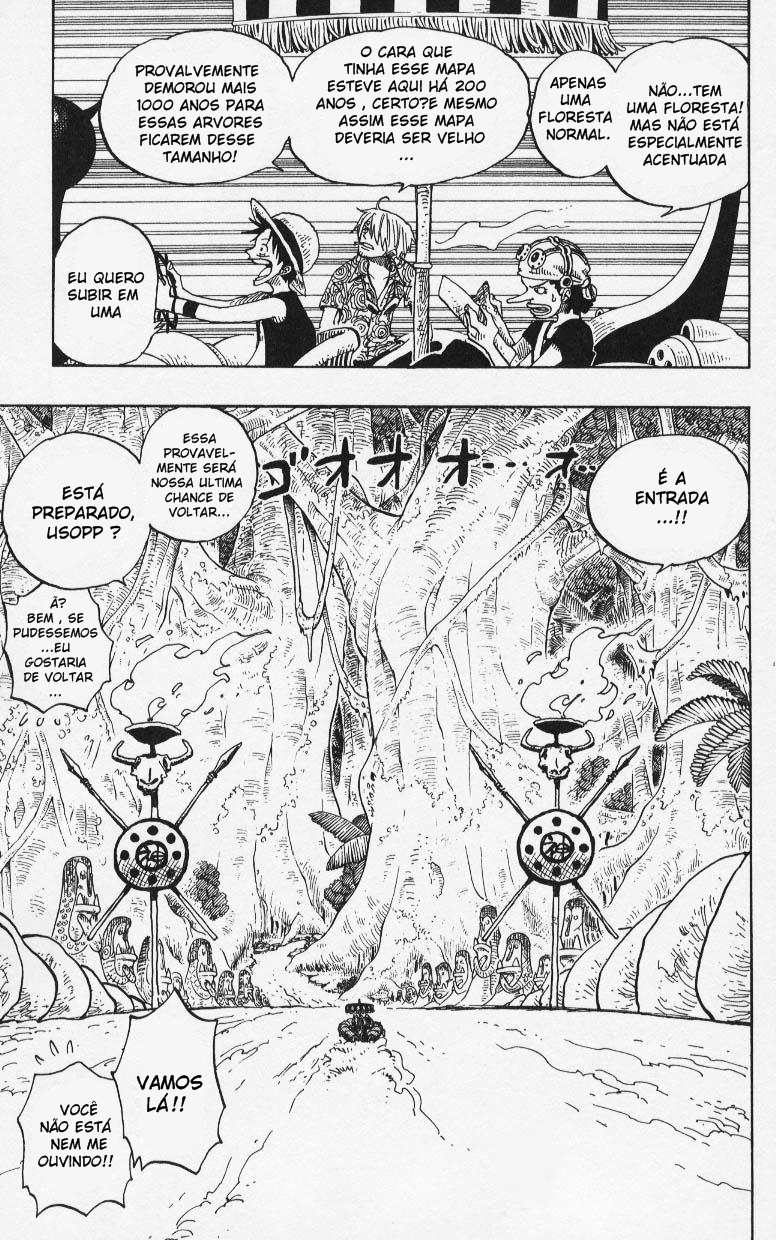 NÃO...TEM
UMA FLORESTA!
MAS NÃO ESTÁ
ESPECIALMENTE
ACENTUADA
APENAS
UMA
FLORESTA
NORMAL.
O CARA QUE
TINHA ESSE MAPA
ESTEVE AQUI HÁ 200
ANOS , CERTO?E MESMO
ASSIM ESSE MAPA
DEVERIA SER VELHO
...
PROVALVEMENTE
DEMOROU MAIS
1000 ANOS PARA
ESSAS ARVORES
FICAREM DESSE
TAMANHO!
EU QUERO
SUBIR EM
UMA
É A
ENTRADA
...!!
ゴオオオ…オ…
ESSA
PROVAVEL-
MENTE SERÁ
NOSSA ULTIMA
CHANCE DE
VOLTAR...
ESTÁ
PREPARADO,
USOPP ?
Ã?
BEM , SE
PUDESSEMOS
...EU
GOSTARIA
DE VOLTAR
...
VAMOS
LÁ!!
VOCÊ
NÃO ESTÁ
NEM ME
OUVINDO!!